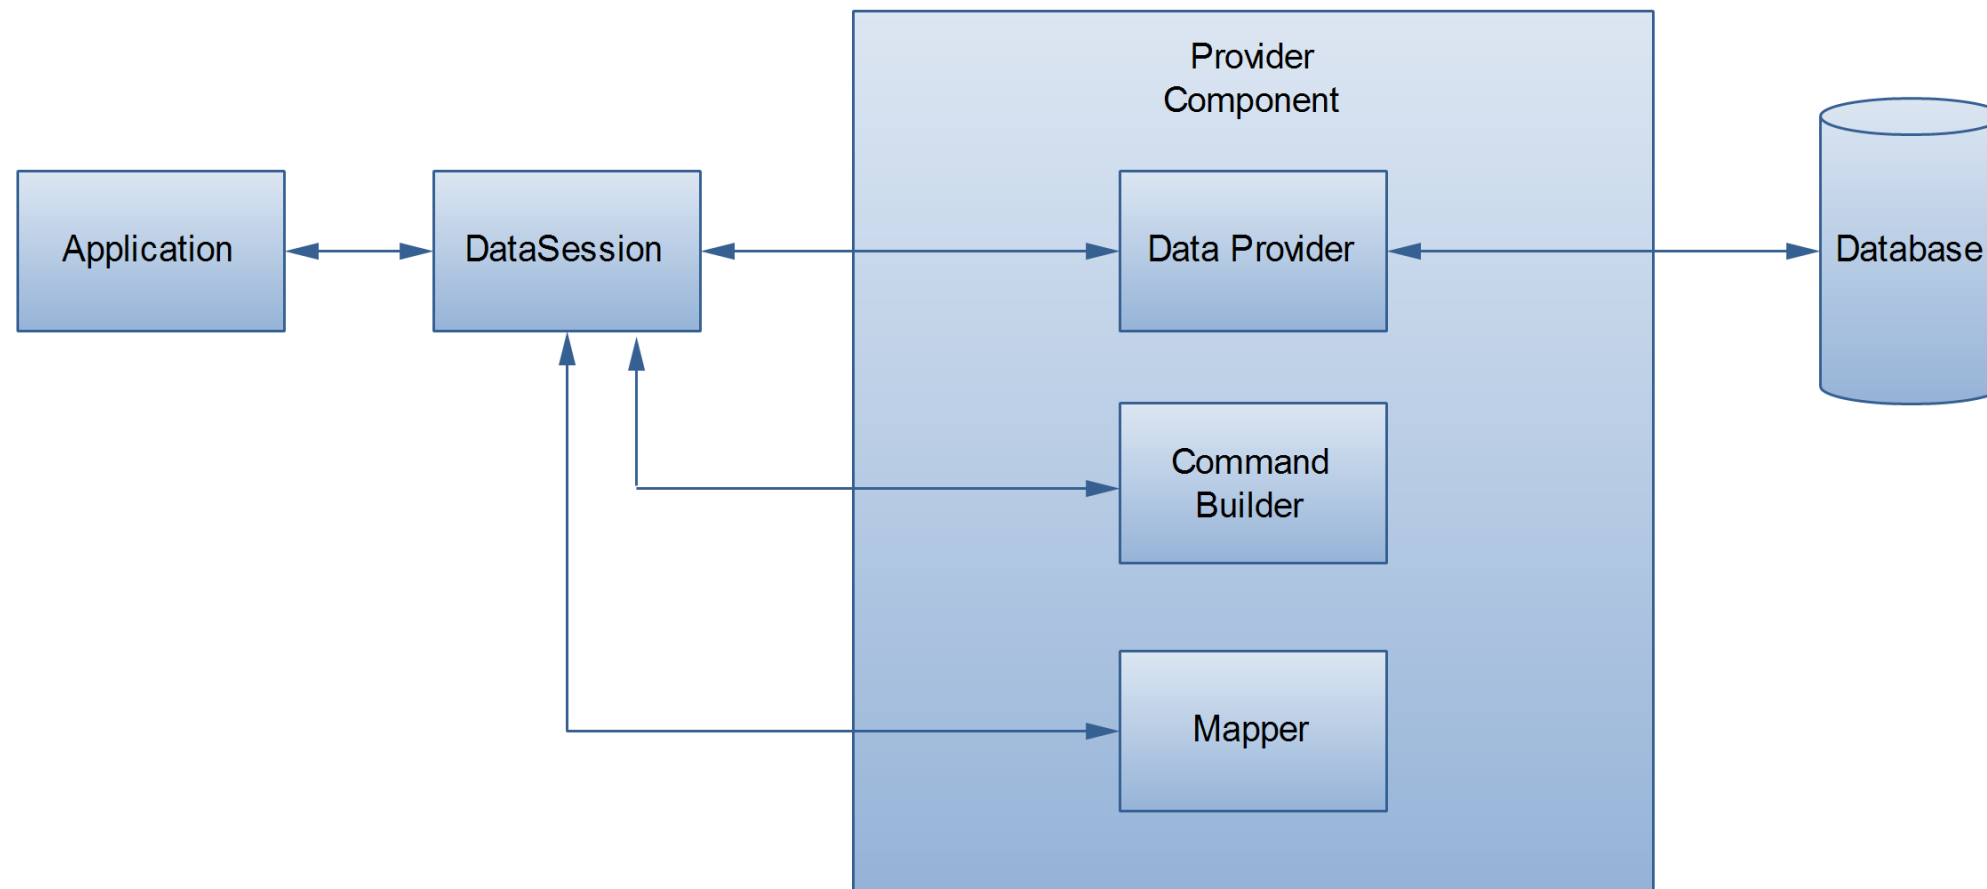 Provider
Component
Application
DataSession
Data Provider
Database
Command
Builder
Mapper